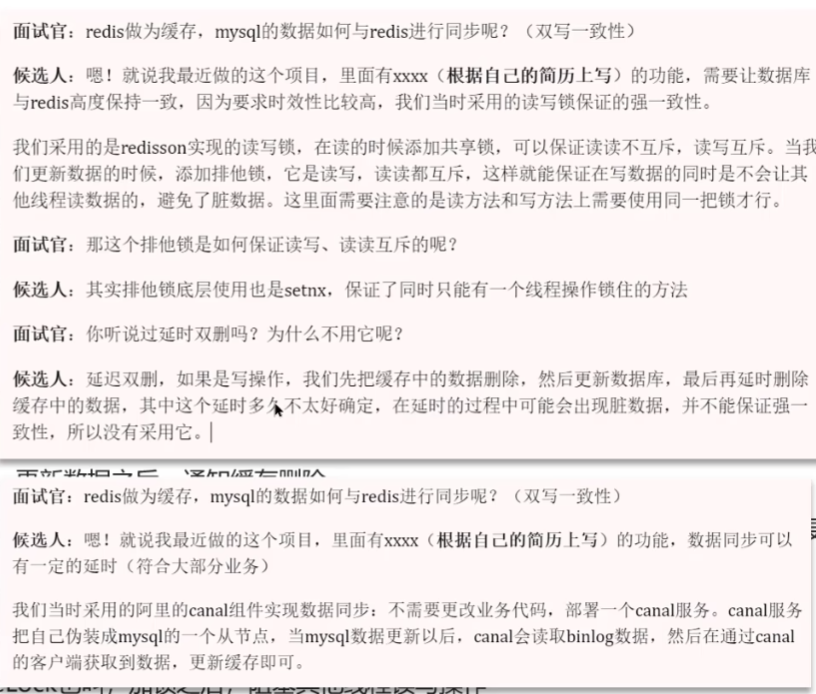 面试官：redis做为缓存，mysql的数据如何与redis进行同步呢？（双写一致性）
候选人：嗯！就说我最近做的这个项目，里面有xxxx（根据自己的简历上写）的功能，需要让数据库
与redis高度保持一致，因为要求时效性比较高，我们当时采用的读写锁保证的强一致性。
我们采用的是redisson实现的读写锁，在读的时候添加共享锁，可以保证读读不互斥，读写互斥。当我
们更新数据的时候，添加排他锁，它是读写，读读都互斥，这样就能保证在写数据的同时是不会让其
他线程读数据的，避免了脏数据。这里面需要注意的是读方法和写方法上需要使用同一把锁才行。
面试官：那这个排他锁是如何保证读写、读读互斥的呢？
候选人：其实排他锁底层使用也是setnx，保证了同时只能有一个线程操作锁住的方法
面试官：你听说过延时双删吗？为什么不用它呢？
候选人：延迟双删，如果是写操作，我们先把缓存中的数据删除，然后更新数据库，最后再延时删除
缓存中的数据，其中这个延时多久不太好确定，在延时的过程中可能会出现脏数据，并不能保证强一
致性，所以没有采用它。
更新数据之后，通知缓存删除
面试官：redis做为缓存，mysql的数据如何与redis进行同步呢？（双写一致性）
候选人：嗯！就说我最近做的这个项目，里面有xxxx（根据自己的简历上写）的功能，数据同步可以
有一定的延时（符合大部分业务）
我们当时采用的阿里的canal组件实现数据同步：不需要更改业务代码，部署一个canal服务。canal服务
把自己伪装成mysql的一个从节点，当mysql数据更新以后，canal会读取binlog数据，然后在通过canal
的客户端获取到数据，更新缓存即可。